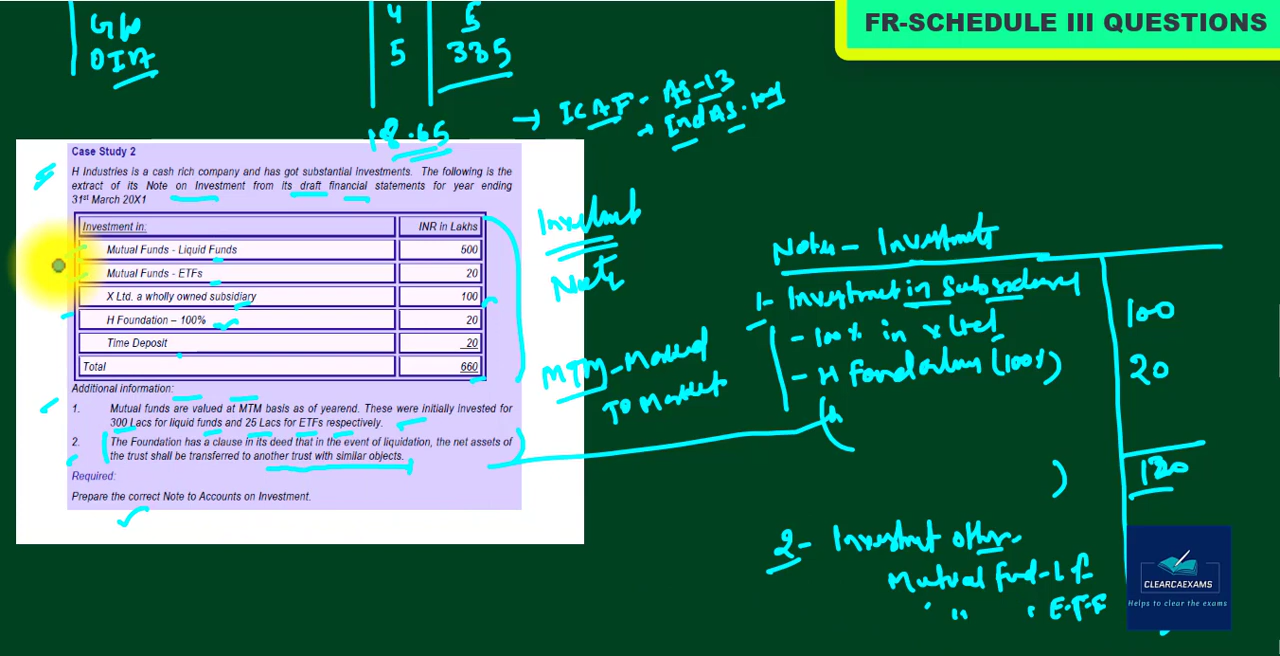 FR-SCHEDULE III QUESTIONS
GW 4 5
OIA 5 335
18.65
→ ICAF - AS-13
→ IndAS.
Case Study 2
H Industries is a cash rich company and has got substantial Investments. The following is the
extract of its Note on Investment from its draft financial statements for year ending
31st March 20X1
Investment in: INR in Lakhs
Mutual Funds - Liquid Funds 500
Mutual Funds - ETFs 20
X Ltd. a wholly owned subsidiary 100
H Foundation – 100% 20
Time Deposit 20
Total 660
Additional information:
1. Mutual funds are valued at MTM basis as of yearend. These were initially invested for
300 Lacs for liquid funds and 25 Lacs for ETFs respectively.
2. The Foundation has a clause in its deed that in the event of liquidation, the net assets of
the trust shall be transferred to another trust with similar objects.
Required:
Prepare the correct Note to Accounts on Investment.
MTM-Marked
To Market
Note - Investments
1- Investment in Subsidiary
- 100% in x Ltd 100
- H Foundation (100%) 20
( )
120
2- Investment other.
Mutual Fund-L f.
" " E.T.F
CLEARCAEXAMS
Helps to clear the exams